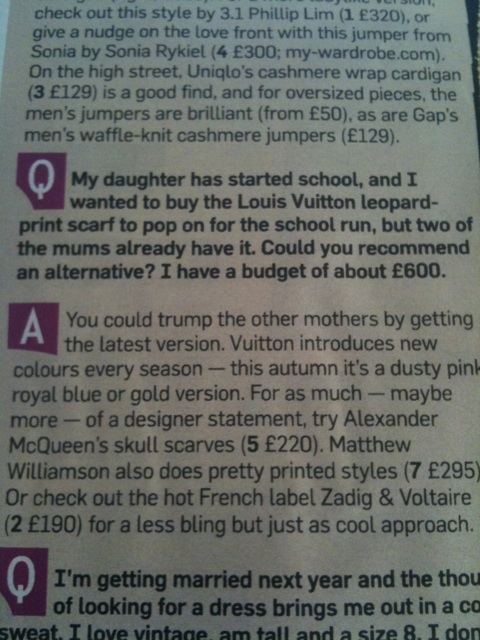 check out this style by 3.1 Phillip Lim (1 £320), or
give a nudge on the love front with this jumper from
Sonia by Sonia Rykiel (4 £300; my-wardrobe.com).
On the high street, Uniqlo's cashmere wrap cardigan
(3 £129) is a good find, and for oversized pieces, the
men's jumpers are brilliant (from £50), as are Gap's
men's waffle-knit cashmere jumpers (£129).
Q My daughter has started school, and I
wanted to buy the Louis Vuitton leopard-
print scarf to pop on for the school run, but two of
the mums already have it. Could you recommend
an alternative? I have a budget of about £600.
A You could trump the other mothers by getting
the latest version. Vuitton introduces new
colours every season — this autumn it's a dusty pink
royal blue or gold version. For as much — maybe
more — of a designer statement, try Alexander
McQueen's skull scarves (5 £220). Matthew
Williamson also does pretty printed styles (7 £295)
Or check out the hot French label Zadig & Voltaire
(2 £190) for a less bling but just as cool approach.
Q I'm getting married next year and the thou
of looking for a dress brings me out in a co
sweat. I love vintage, am tall and a size 8. I don